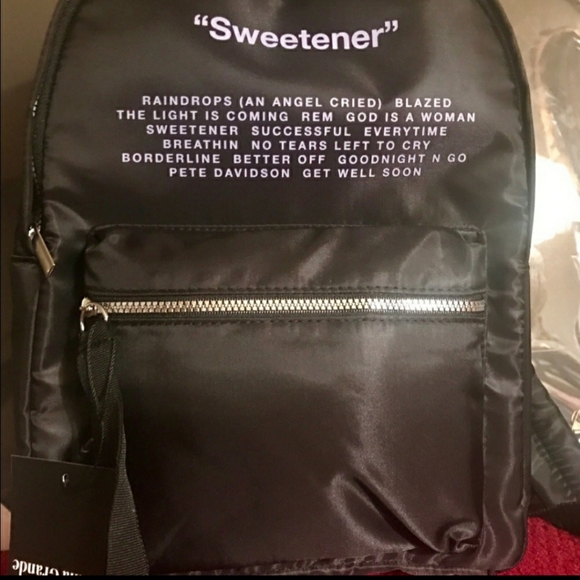 “Sweetener”
RAINDROPS (AN ANGEL CRIED) BLAZED
THE LIGHT IS COMING REM GOD IS A WOMAN
SWEETENER SUCCESSFUL EVERYTIME
BREATHIN NO TEARS LEFT TO CRY
BORDERLINE BETTER OFF GOODNIGHT N GO
PETE DAVIDSON GET WELL SOON
Grande